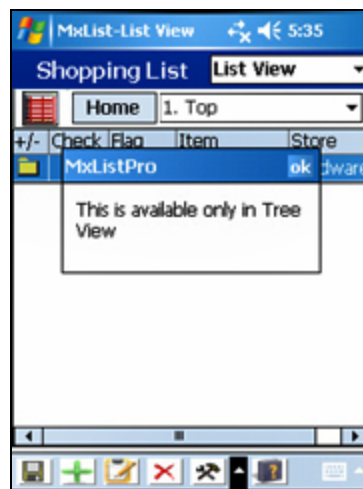 MxList-List View 5:35
Shopping List List View
Home 1. Top
+/- Check Flag Item Store
MxListPro ok dware
This is available only in Tree
View